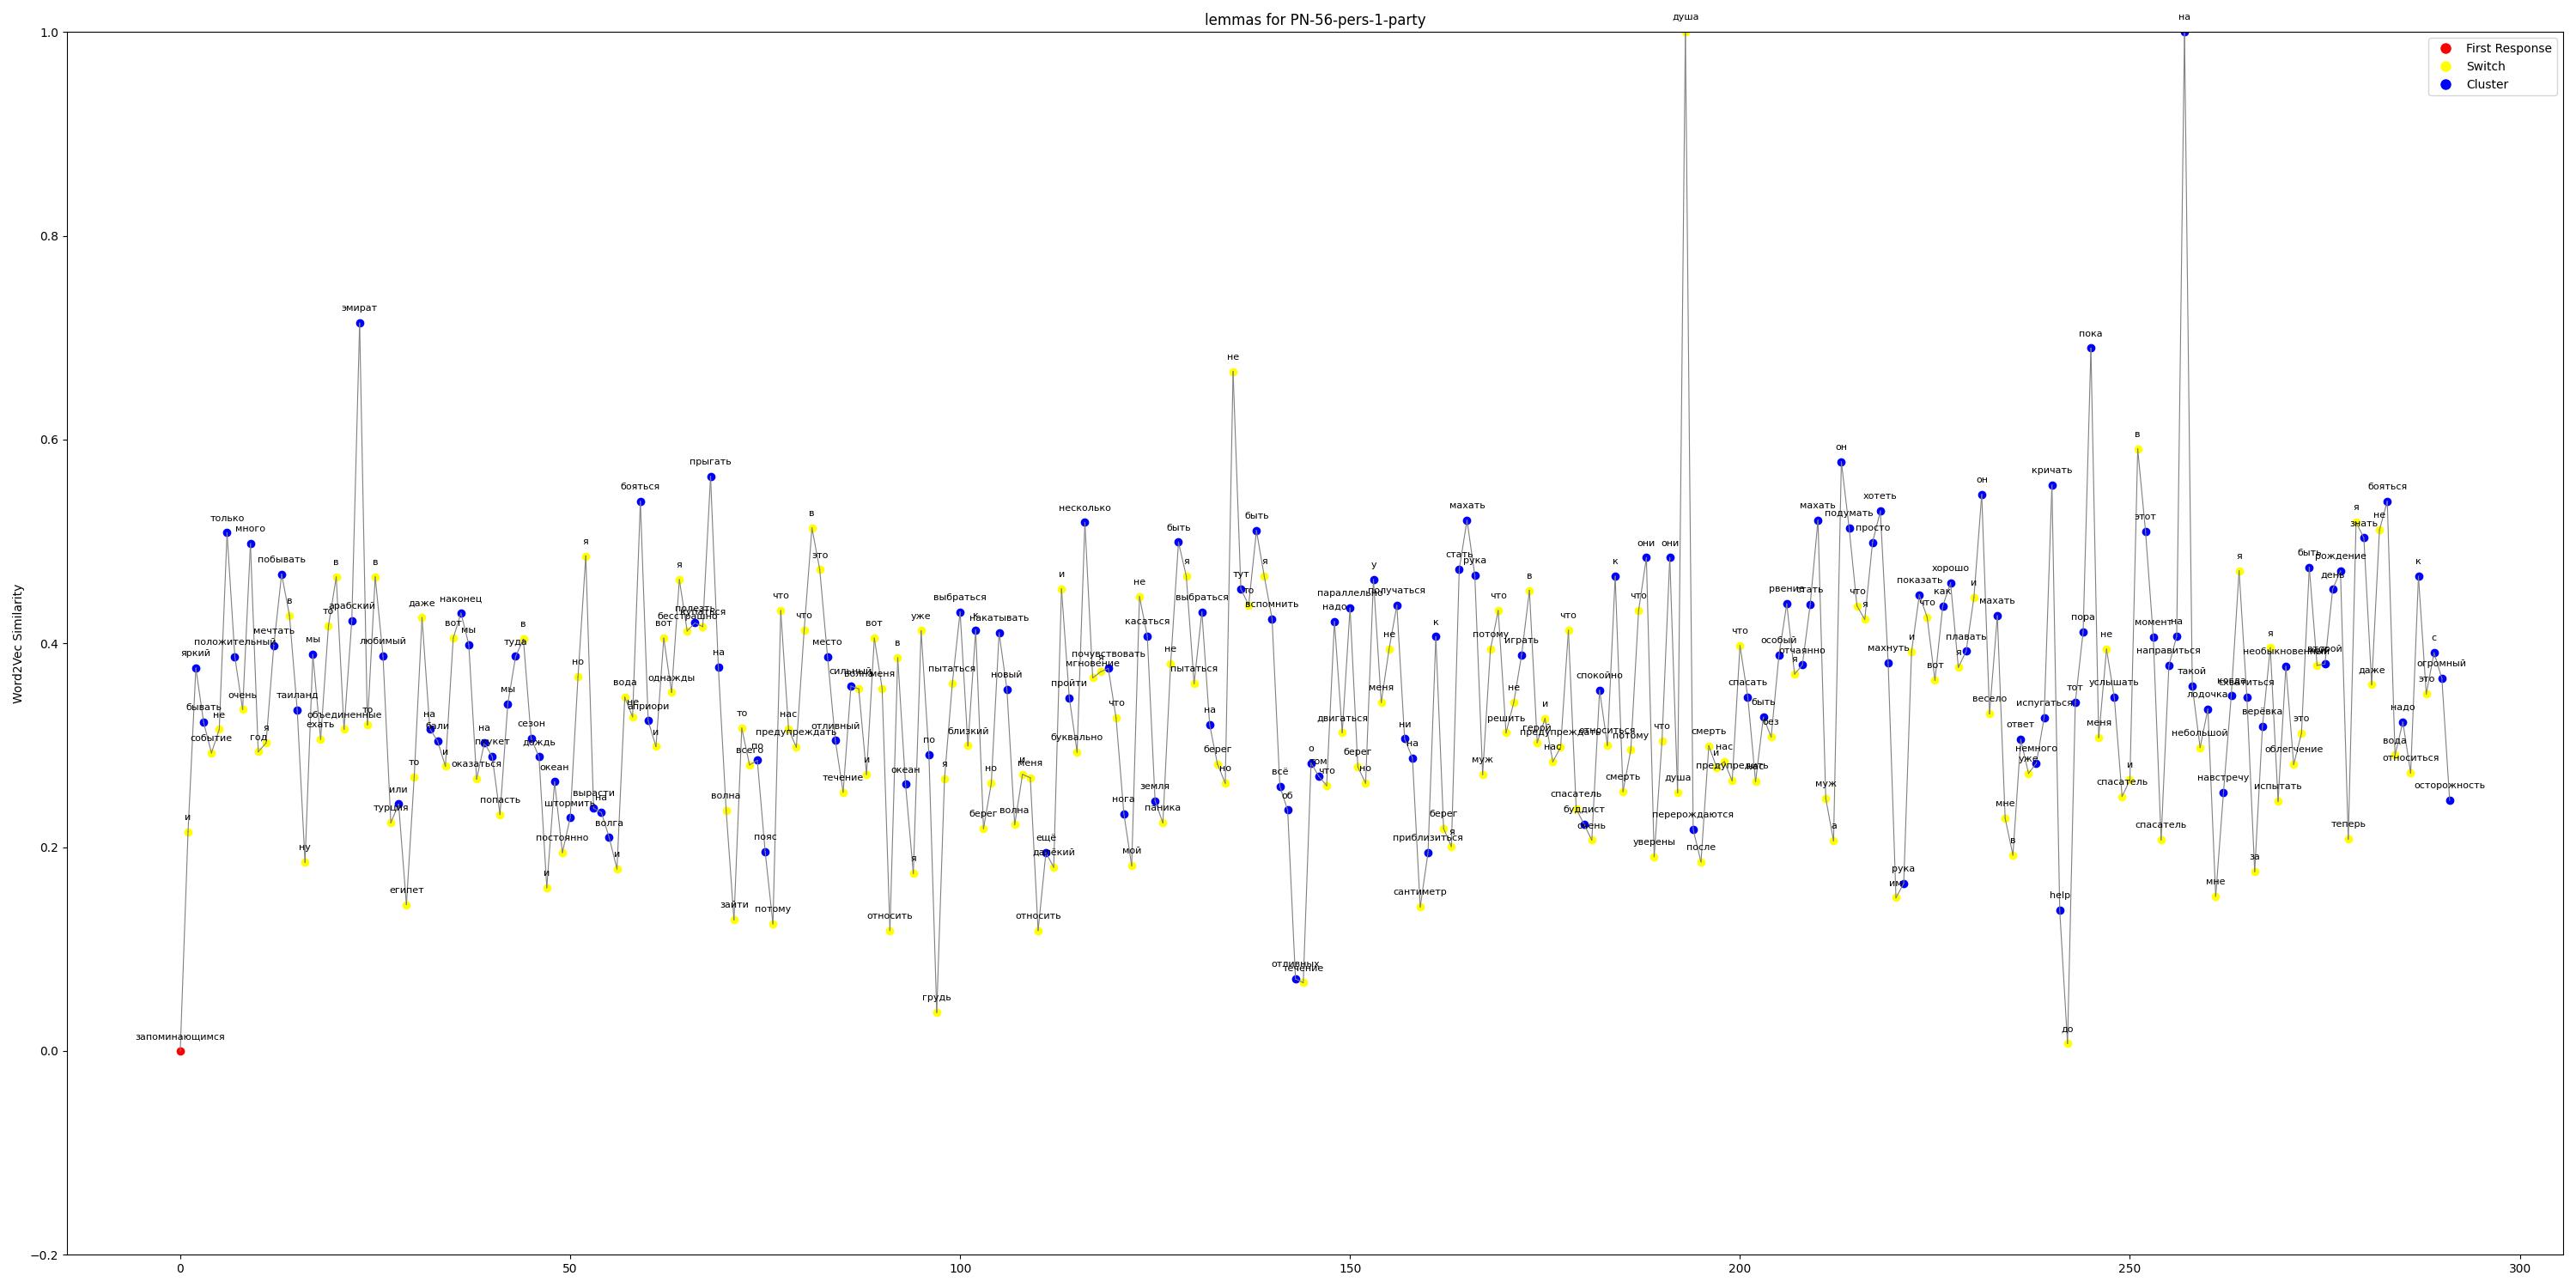 lemmas for PN-56-pers-1-party
First Response
Switch
Cluster
Word2Vec Similarity
1.0
0.8
0.6
0.4
0.2
0.0
−0.2
0
50
100
150
200
250
300
запоминающимся
и
яркий
бывать
событие
не
только
положительный
очень
много
год
я
мечтать
побывать
в
таиланд
ну
мы
ехать
то
в
объединенные
арабский
эмират
то
в
любимый
турция
или
египет
то
даже
на
бали
и
вот
наконец
мы
оказаться
на
пхукет
попасть
мы
туда
в
сезон
дождь
и
океан
постоянно
штормить
но
я
вырасти
на
волга
и
вода
не
бояться
априори
и
вот
однажды
я
бесстрашно
полезть
купаться
прыгать
на
волна
зайти
то
всего
по
пояс
потому
что
нас
предупреждать
что
в
это
место
отливный
течение
сильный
волна
и
вот
меня
относить
в
океан
я
уже
по
грудь
я
пытаться
выбраться
близкий
к
берег
но
накатывать
новый
волна
и
меня
относить
ещё
далёкий
и
пройти
буквально
несколько
мгновение
я
почувствовать
что
нога
мой
не
касаться
земля
паника
не
быть
я
пытаться
выбраться
на
берег
но
не
тут
то
быть
я
вспомнить
всё
об
отливных
течение
о
том
что
надо
двигаться
параллельно
берег
но
у
меня
не
получаться
ни
на
сантиметр
приблизиться
к
берег
я
стать
махать
рука
муж
потому
что
решить
не
играть
в
герой
и
нас
предупреждать
что
спасатель
буддист
очень
спокойно
относиться
к
смерть
потому
что
они
уверены
что
они
душа
душа
перерождаются
после
смерть
и
нас
предупредить
что
спасать
нас
быть
без
особый
рвение
я
отчаянно
стать
махать
муж
а
он
подумать
что
я
просто
хотеть
махнуть
им
рука
и
показать
что
вот
как
хорошо
я
плавать
и
он
весело
махать
мне
в
ответ
уже
немного
испугаться
кричать
help
до
тот
пора
пока
не
меня
услышать
спасатель
и
в
этот
момент
спасатель
направиться
на
на
такой
небольшой
лодочка
мне
навстречу
когда
я
схватиться
за
верёвка
я
испытать
необыкновенный
облегчение
это
быть
мой
второй
день
рождение
теперь
я
знать
даже
не
бояться
вода
надо
относиться
к
это
с
огромный
осторожность